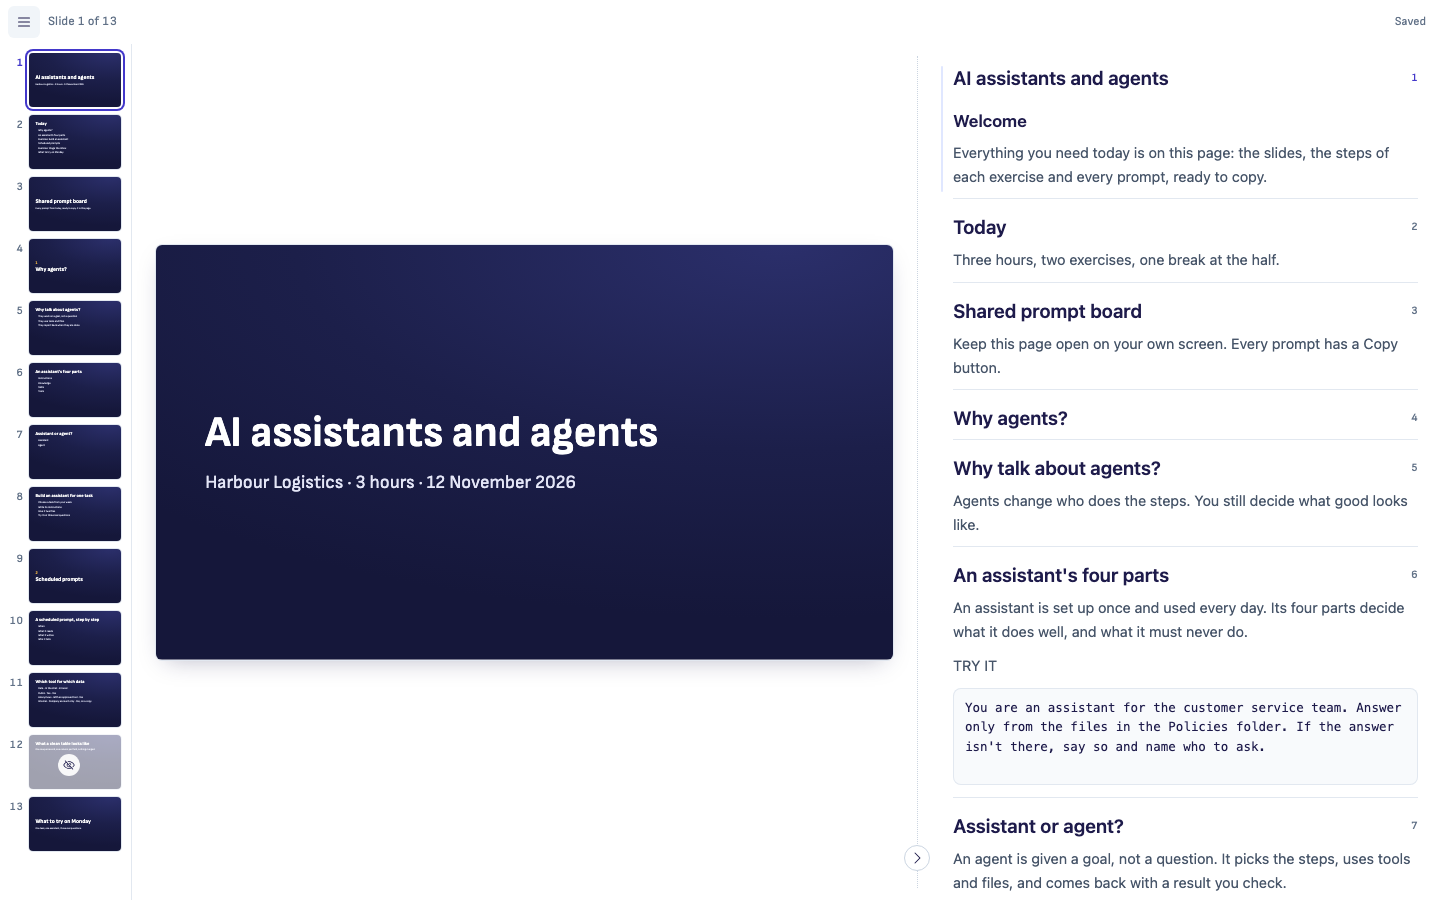 Slide 1 of 13
Saved
1
AI assistants and agents
2
Today
3
Shared prompt board
4
Why agents?
5
Why talk about agents?
6
An assistant's four parts
7
Assistant or agent?
8
Build an assistant for one task
9
Scheduled prompts
10
A scheduled prompt, step by step
11
Which tool for which data
12
What a clean table looks like
13
What to try on Monday
AI assistants and agents
Harbour Logistics · 3 hours · 12 November 2026
AI assistants and agents 1
Welcome
Everything you need today is on this page: the slides, the steps of
each exercise and every prompt, ready to copy.
Today 2
Three hours, two exercises, one break at the half.
Shared prompt board 3
Keep this page open on your own screen. Every prompt has a Copy
button.
Why agents? 4
Why talk about agents? 5
Agents change who does the steps. You still decide what good looks
like.
An assistant's four parts 6
An assistant is set up once and used every day. Its four parts decide
what it does well, and what it must never do.
TRY IT
You are an assistant for the customer service team. Answer
only from the files in the Policies folder. If the answer
isn't there, say so and name who to ask.
Assistant or agent? 7
An agent is given a goal, not a question. It picks the steps, uses tools
and files, and comes back with a result you check.